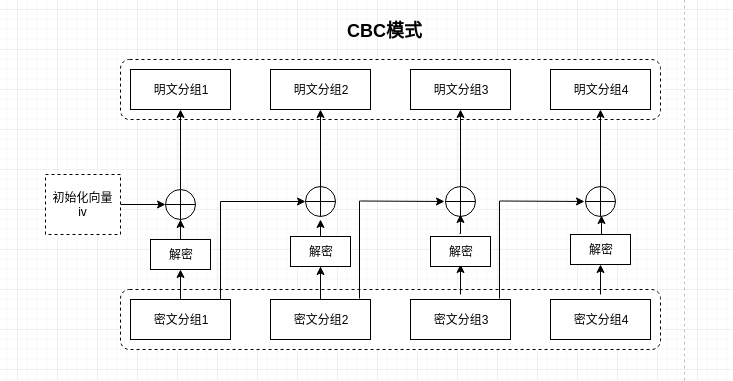 CBC模式
明文分组1
明文分组2
明文分组3
明文分组4
初始化向量
iv
解密
解密
解密
解密
密文分组1
密文分组2
密文分组3
密文分组4